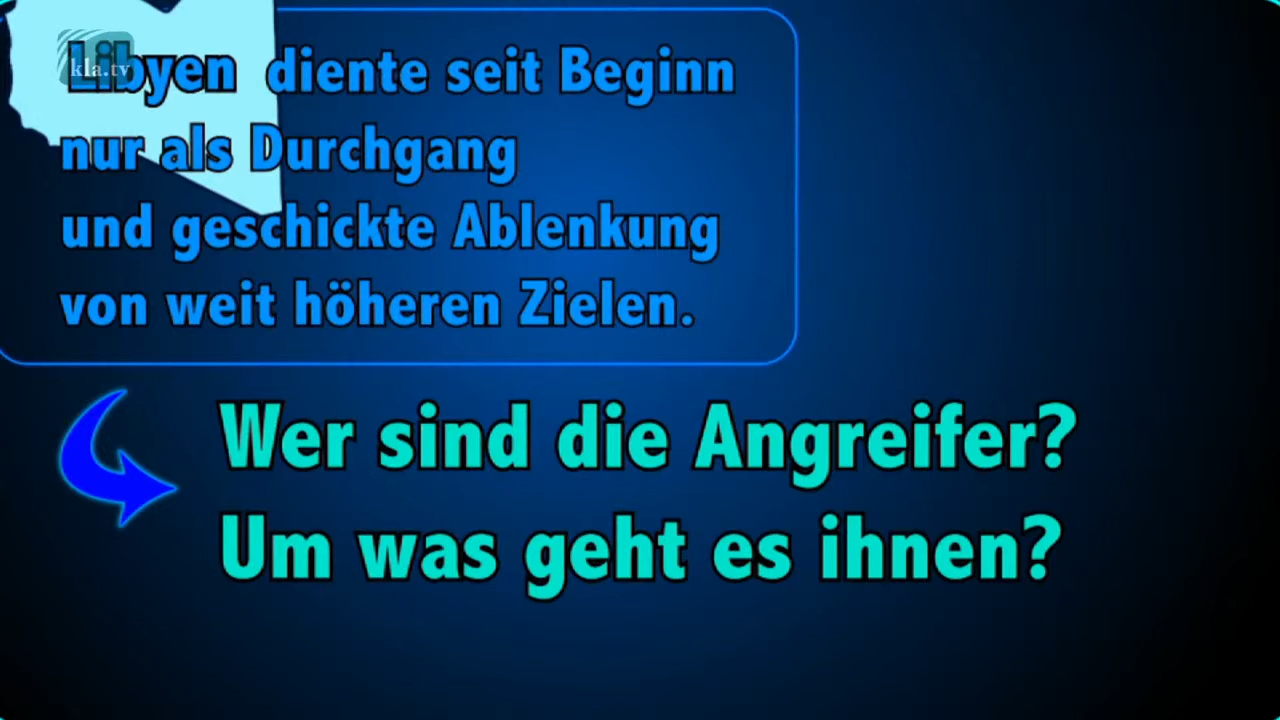 kla.tv
Libyen diente seit Beginn
nur als Durchgang
und geschickte Ablenkung
von weit höheren Zielen.
Wer sind die Angreifer?
Um was geht es ihnen?